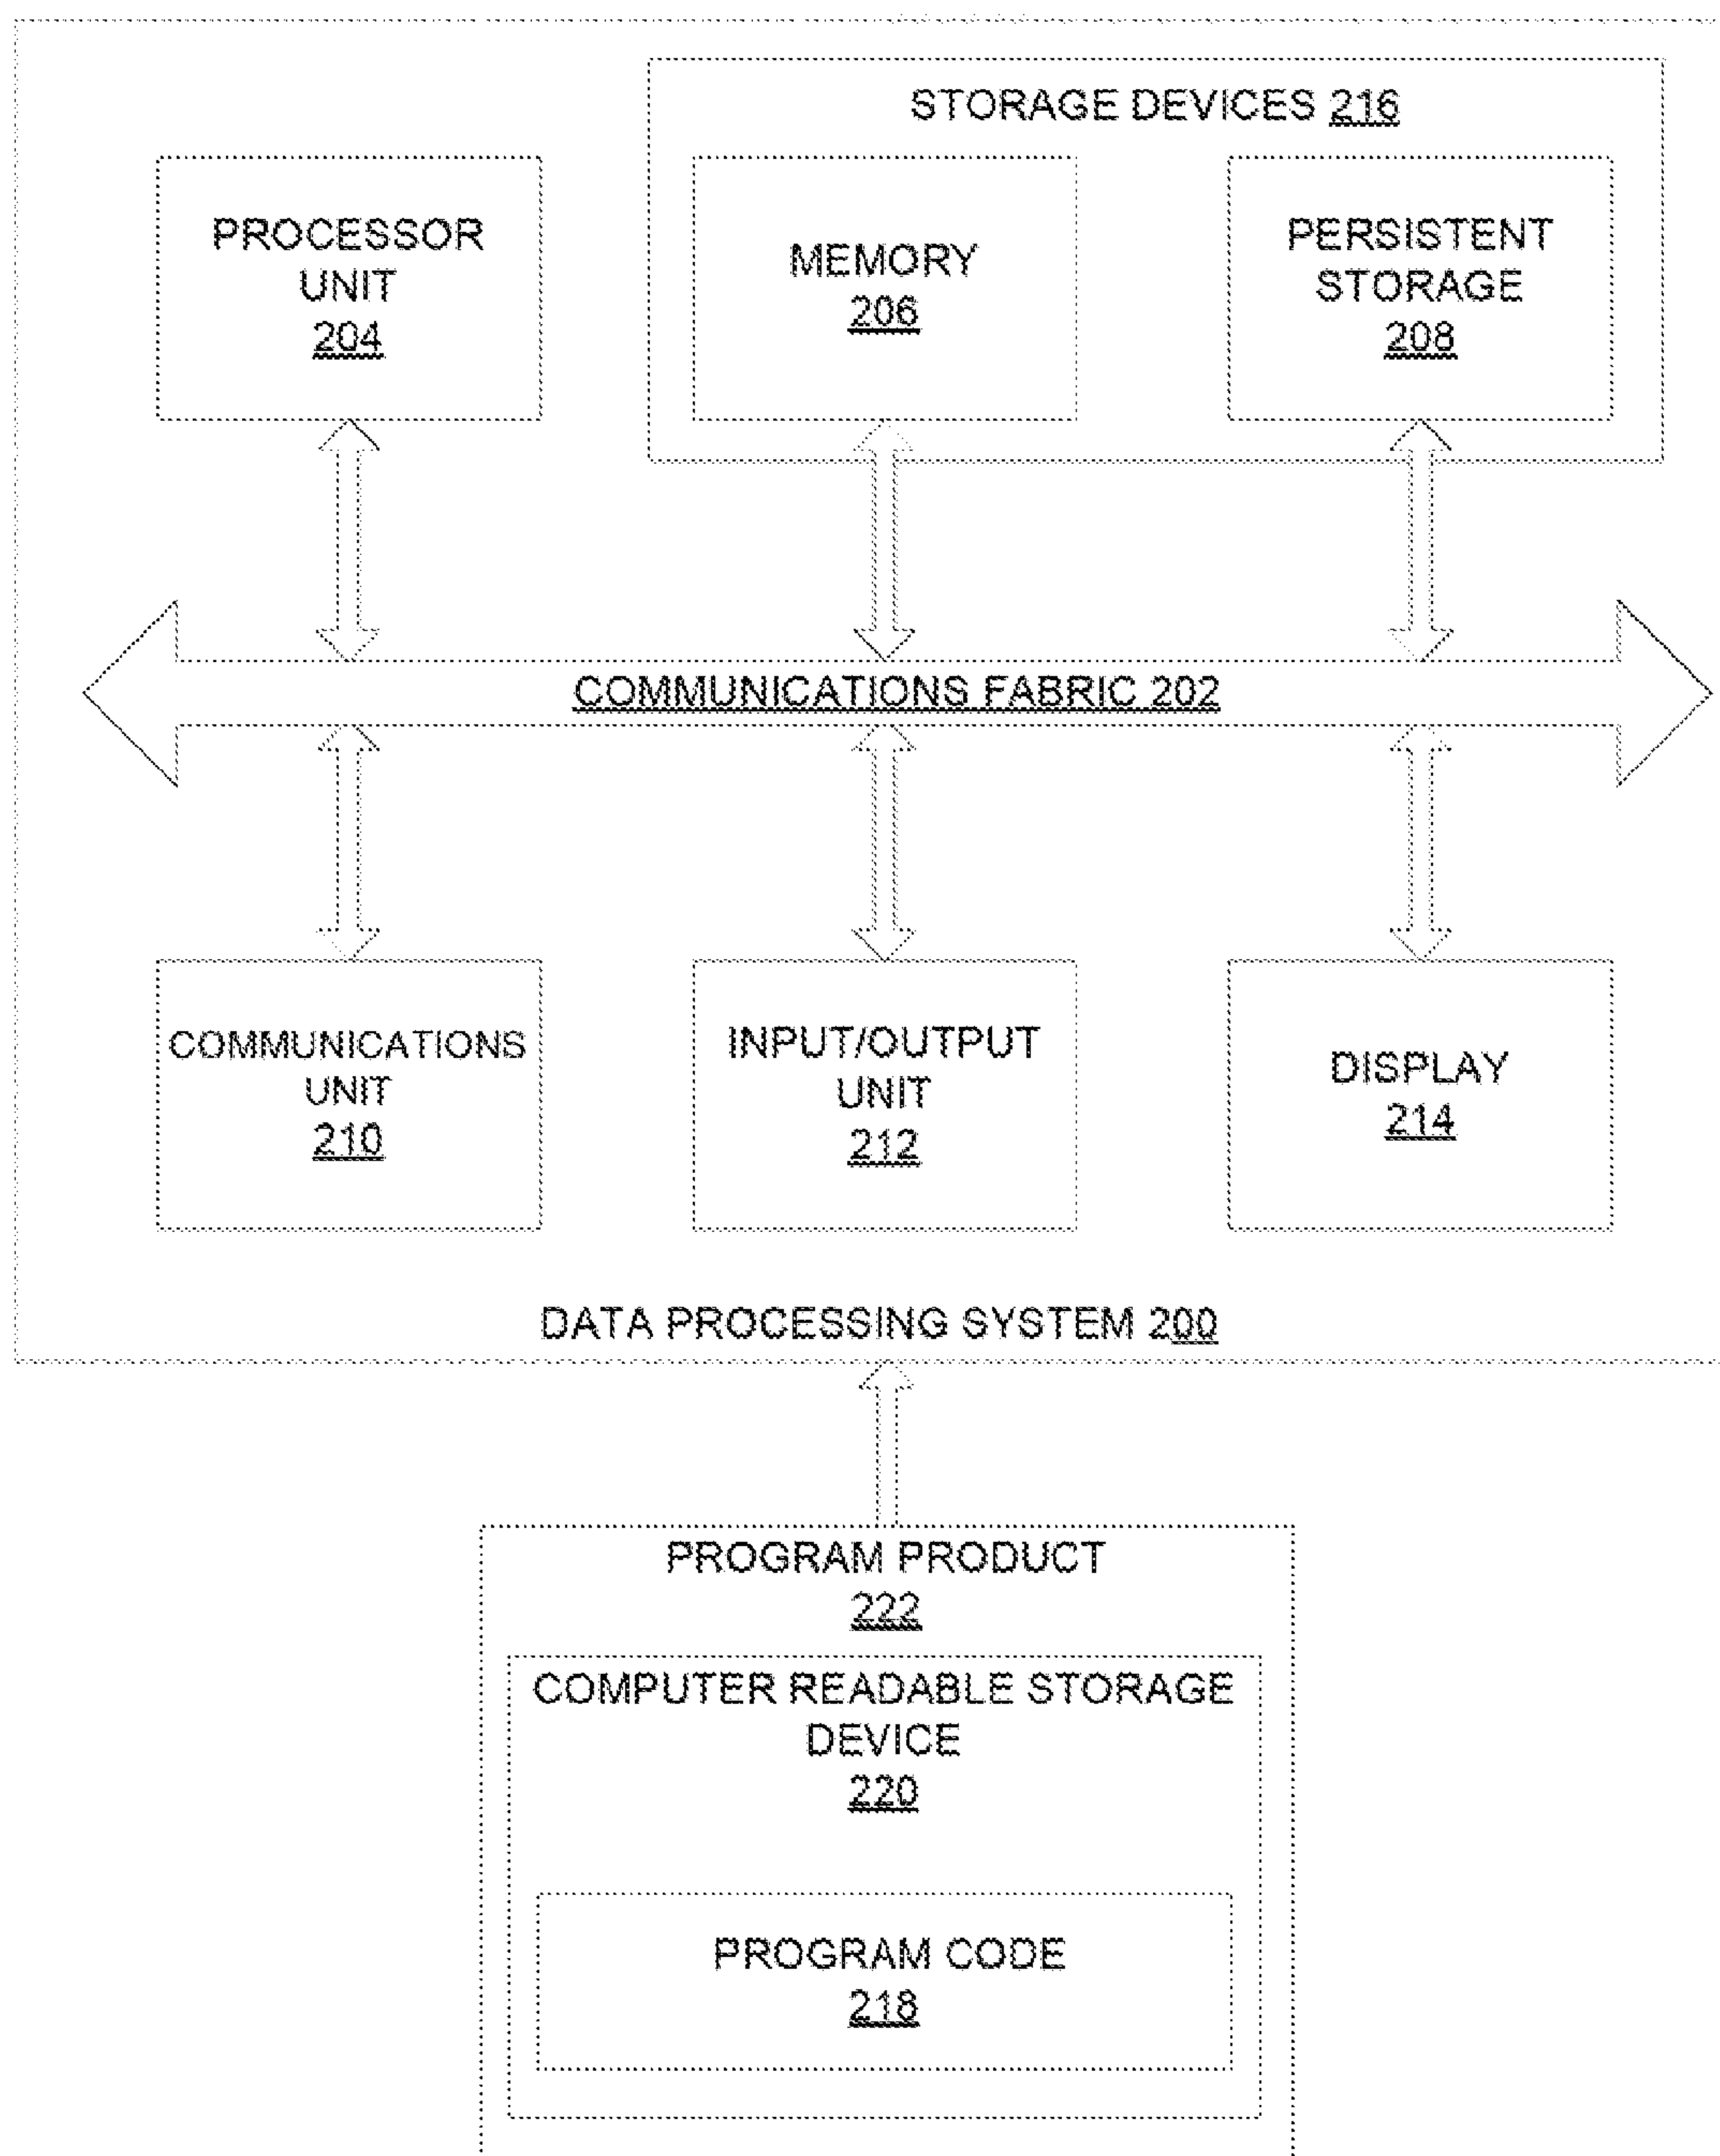 STORAGE DEVICES 216
PROCESSOR
UNIT
204
MEMORY
206
PERSISTENT
STORAGE
208
COMMUNICATIONS FABRIC 202
COMMUNICATIONS
UNIT
210
INPUT/OUTPUT
UNIT
212
DISPLAY
214
DATA PROCESSING SYSTEM 200
PROGRAM PRODUCT
222
COMPUTER READABLE STORAGE
DEVICE
220
PROGRAM CODE
218